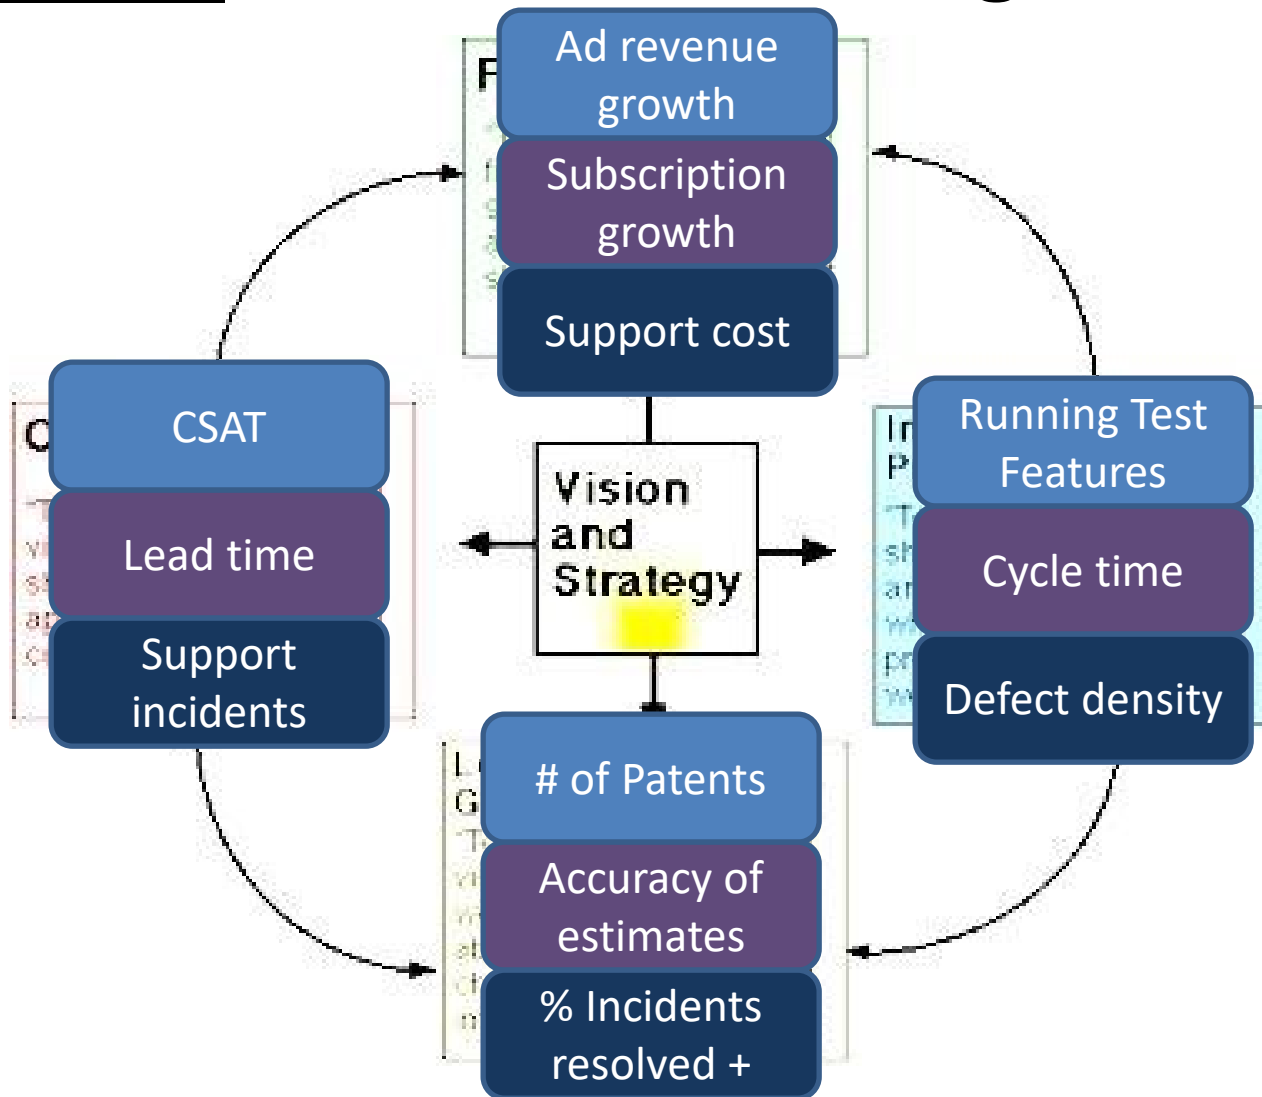 Ad revenue
growth
Subscription
growth
Support cost
CSAT
Lead time
Support
incidents
Vision
and
Strategy
Running Test
Features
Cycle time
Defect density
# of Patents
Accuracy of
estimates
% Incidents
resolved +